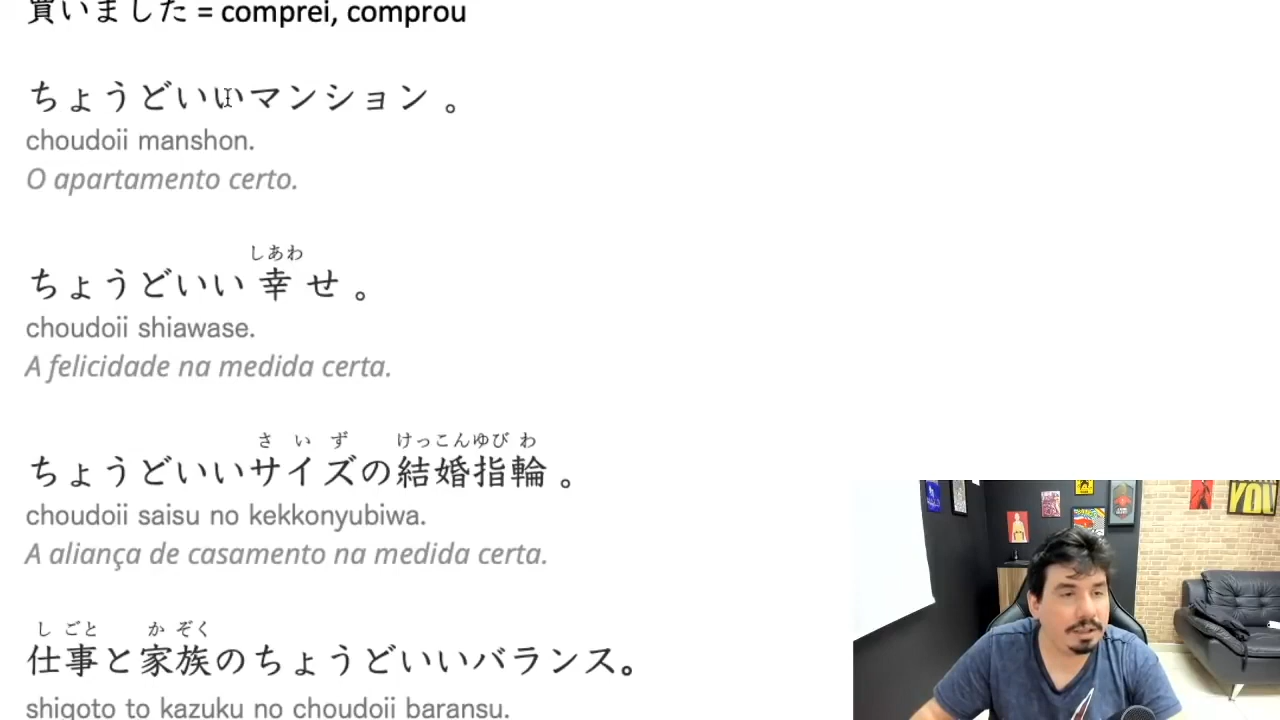 買いました = comprei, comprou
ちょうどいいマンション 。
choudoii manshon.
O apartamento certo.
しあわ
ちょうどいい 幸 せ 。
choudoii shiawase.
A felicidade na medida certa.
さ い ず けっこんゆび わ
ちょうどいいサイズの結婚指輪 。
choudoii saisu no kekkonyubiwa.
A aliança de casamento na medida certa.
し ごと か ぞく
仕事と家族のちょうどいいバランス。
shigoto to kazuku no choudoii baransu.
YOU